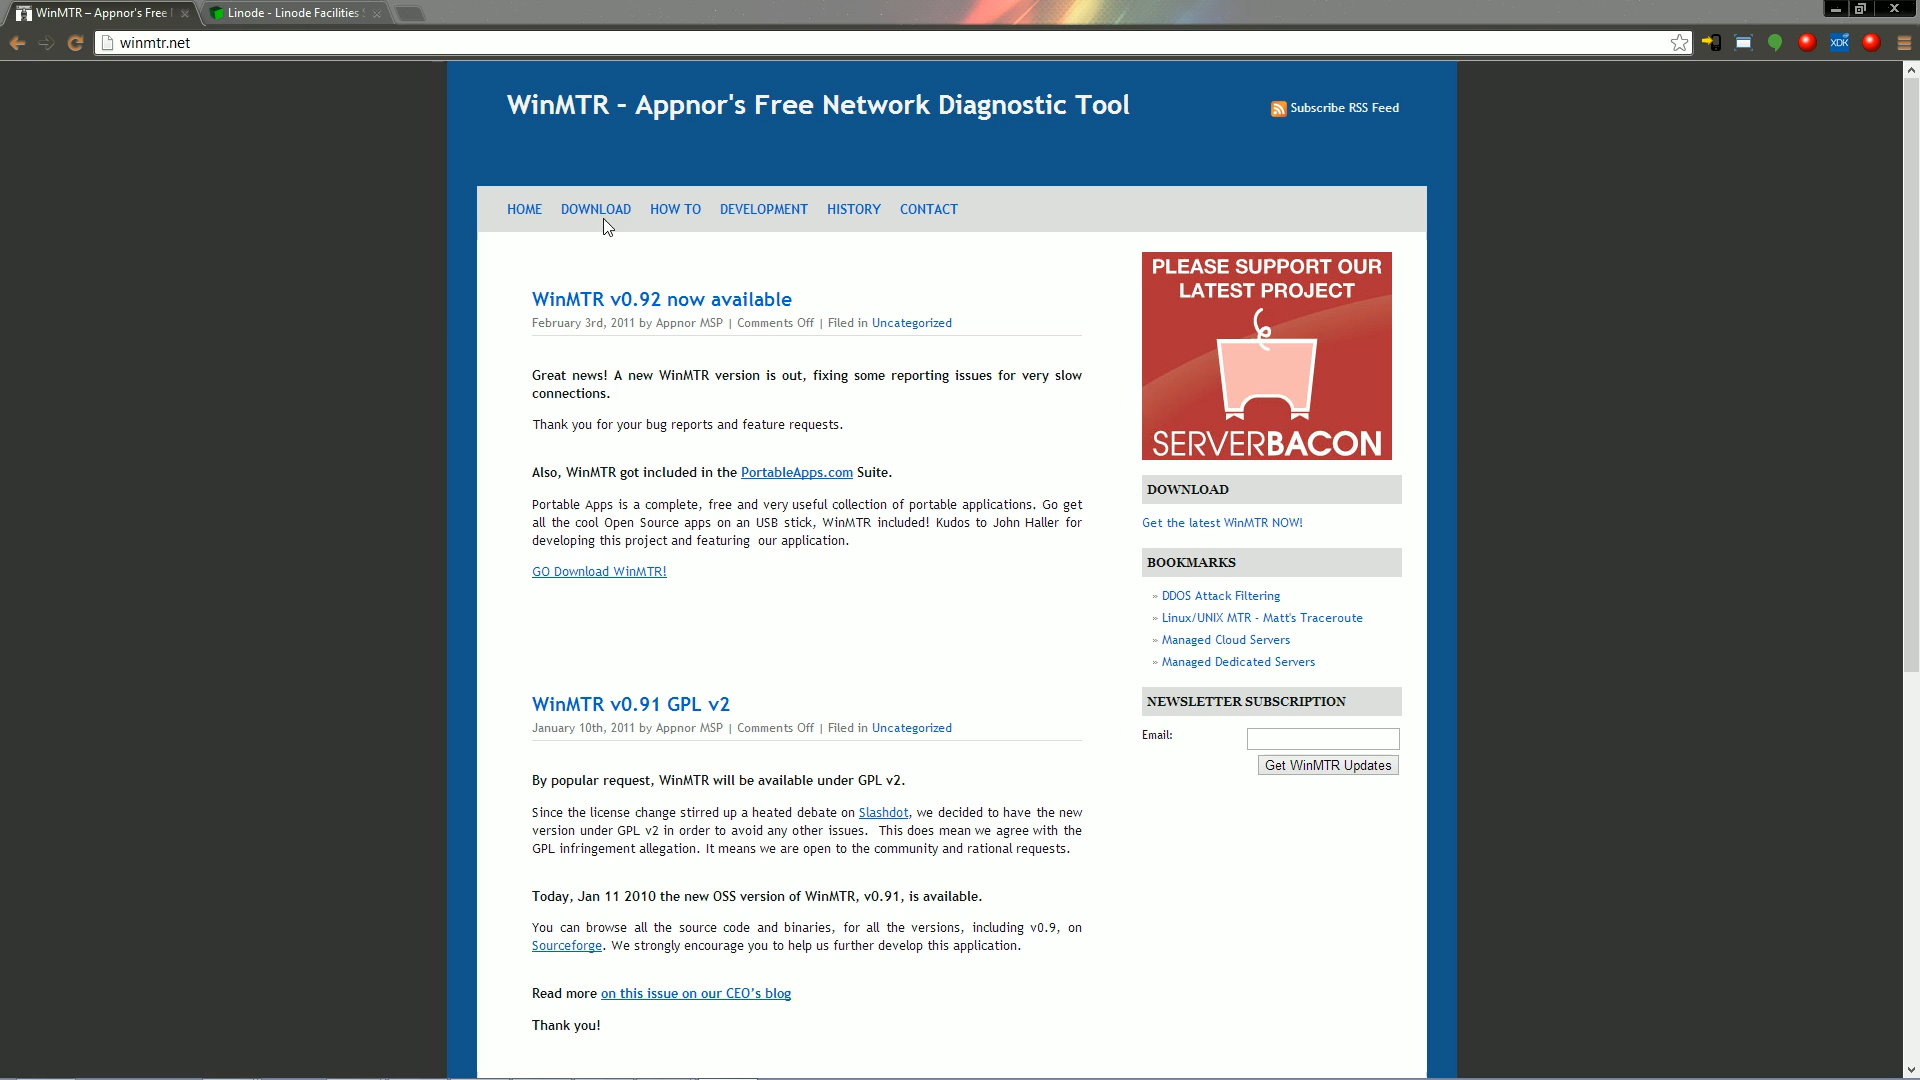 WinMTR – Appnor's Free
Linode - Linode Facilities
winmtr.net
XDK
WinMTR – Appnor's Free Network Diagnostic Tool
Subscribe RSS Feed
HOME DOWNLOAD HOW TO DEVELOPMENT HISTORY CONTACT
WinMTR v0.92 now available
February 3rd, 2011 by Appnor MSP | Comments Off | Filed in Uncategorized
Great news! A new WinMTR version is out, fixing some reporting issues for very slow
connections.
Thank you for your bug reports and feature requests.
Also, WinMTR got included in the PortableApps.com Suite.
Portable Apps is a complete, free and very useful collection of portable applications. Go get
all the cool Open Source apps on an USB stick, WinMTR included! Kudos to John Haller for
developing this project and featuring our application.
GO Download WinMTR!
WinMTR v0.91 GPL v2
January 10th, 2011 by Appnor MSP | Comments Off | Filed in Uncategorized
By popular request, WinMTR will be available under GPL v2.
Since the license change stirred up a heated debate on Slashdot, we decided to have the new
version under GPL v2 in order to avoid any other issues. This does mean we agree with the
GPL infringement allegation. It means we are open to the community and rational requests.
Today, Jan 11 2010 the new OSS version of WinMTR, v0.91, is available.
You can browse all the source code and binaries, for all the versions, including v0.9, on
Sourceforge. We strongly encourage you to help us further develop this application.
Read more on this issue on our CEO's blog
Thank you!
PLEASE SUPPORT OUR
LATEST PROJECT
SERVERBACON
DOWNLOAD
Get the latest WinMTR NOW!
BOOKMARKS
» DDOS Attack Filtering
» Linux/UNIX MTR - Matt's Traceroute
» Managed Cloud Servers
» Managed Dedicated Servers
NEWSLETTER SUBSCRIPTION
Email:
Get WinMTR Updates